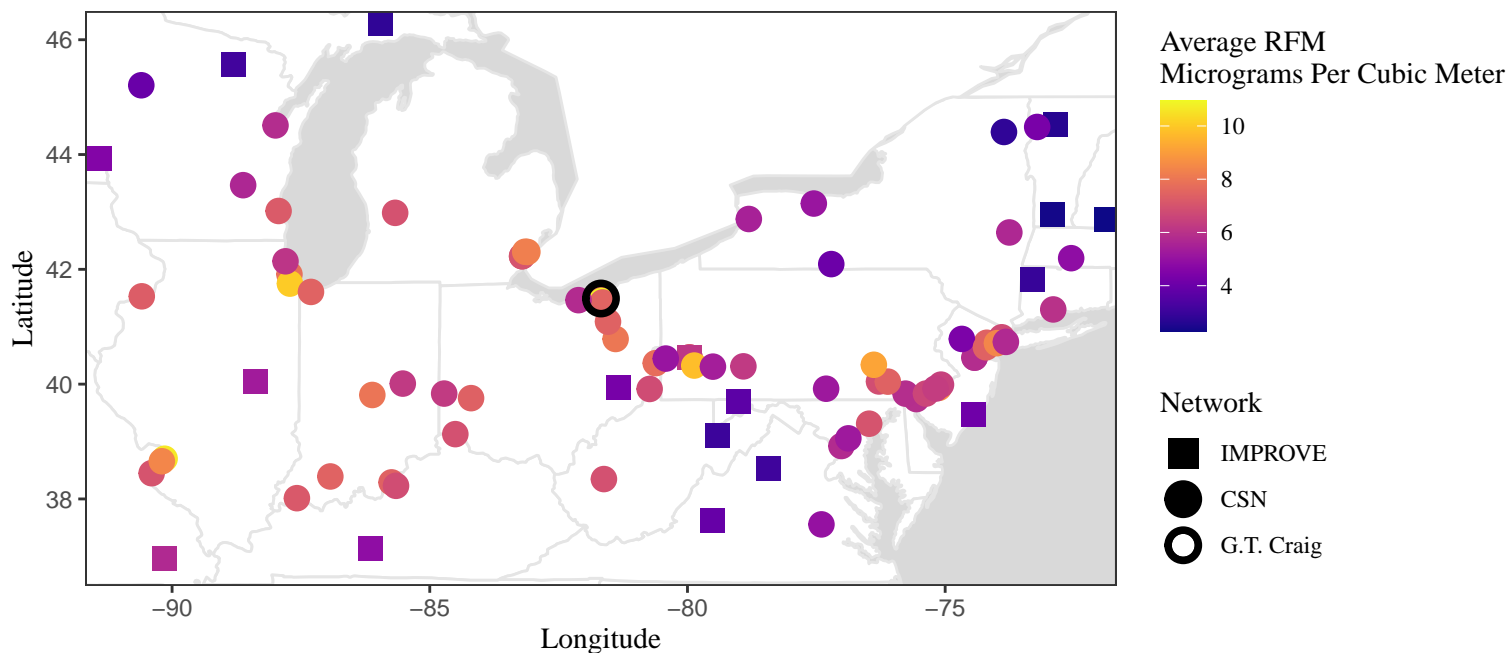 46
44
42
40
38
Latitude
−90
−85
−80
−75
Longitude
Average RFM
Micrograms Per Cubic Meter
10
8
6
4
Network
IMPROVE
CSN
G.T. Craig